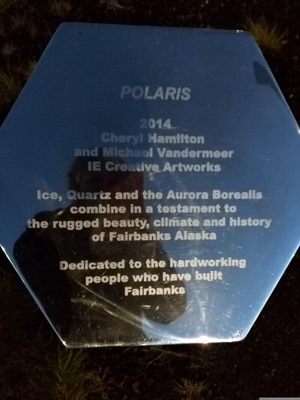 POLARIS
2014
Cheryl Hamilton
and Michael Vandermeer
IE Creative Artworks
Ice, Quartz and the Aurora Borealis
combine in a testament to
the rugged beauty, climate and history
of Fairbanks Alaska
Dedicated to the hardworking
people who have built
Fairbanks